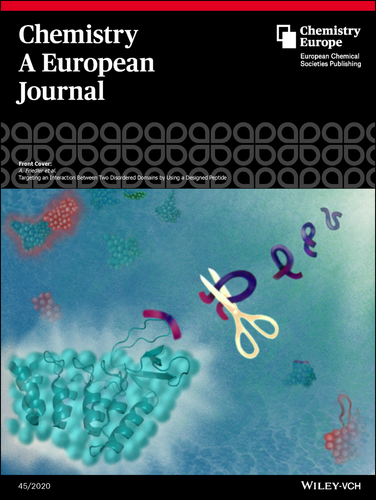 Chemistry
A European
Journal
Chemistry
Europe
European Chemical
Societies Publishing
Front Cover:
A. Friedler et al.
Targeting an Interaction Between Two Disordered Domains by Using a Designed Peptide
45/2020
WILEY-VCH